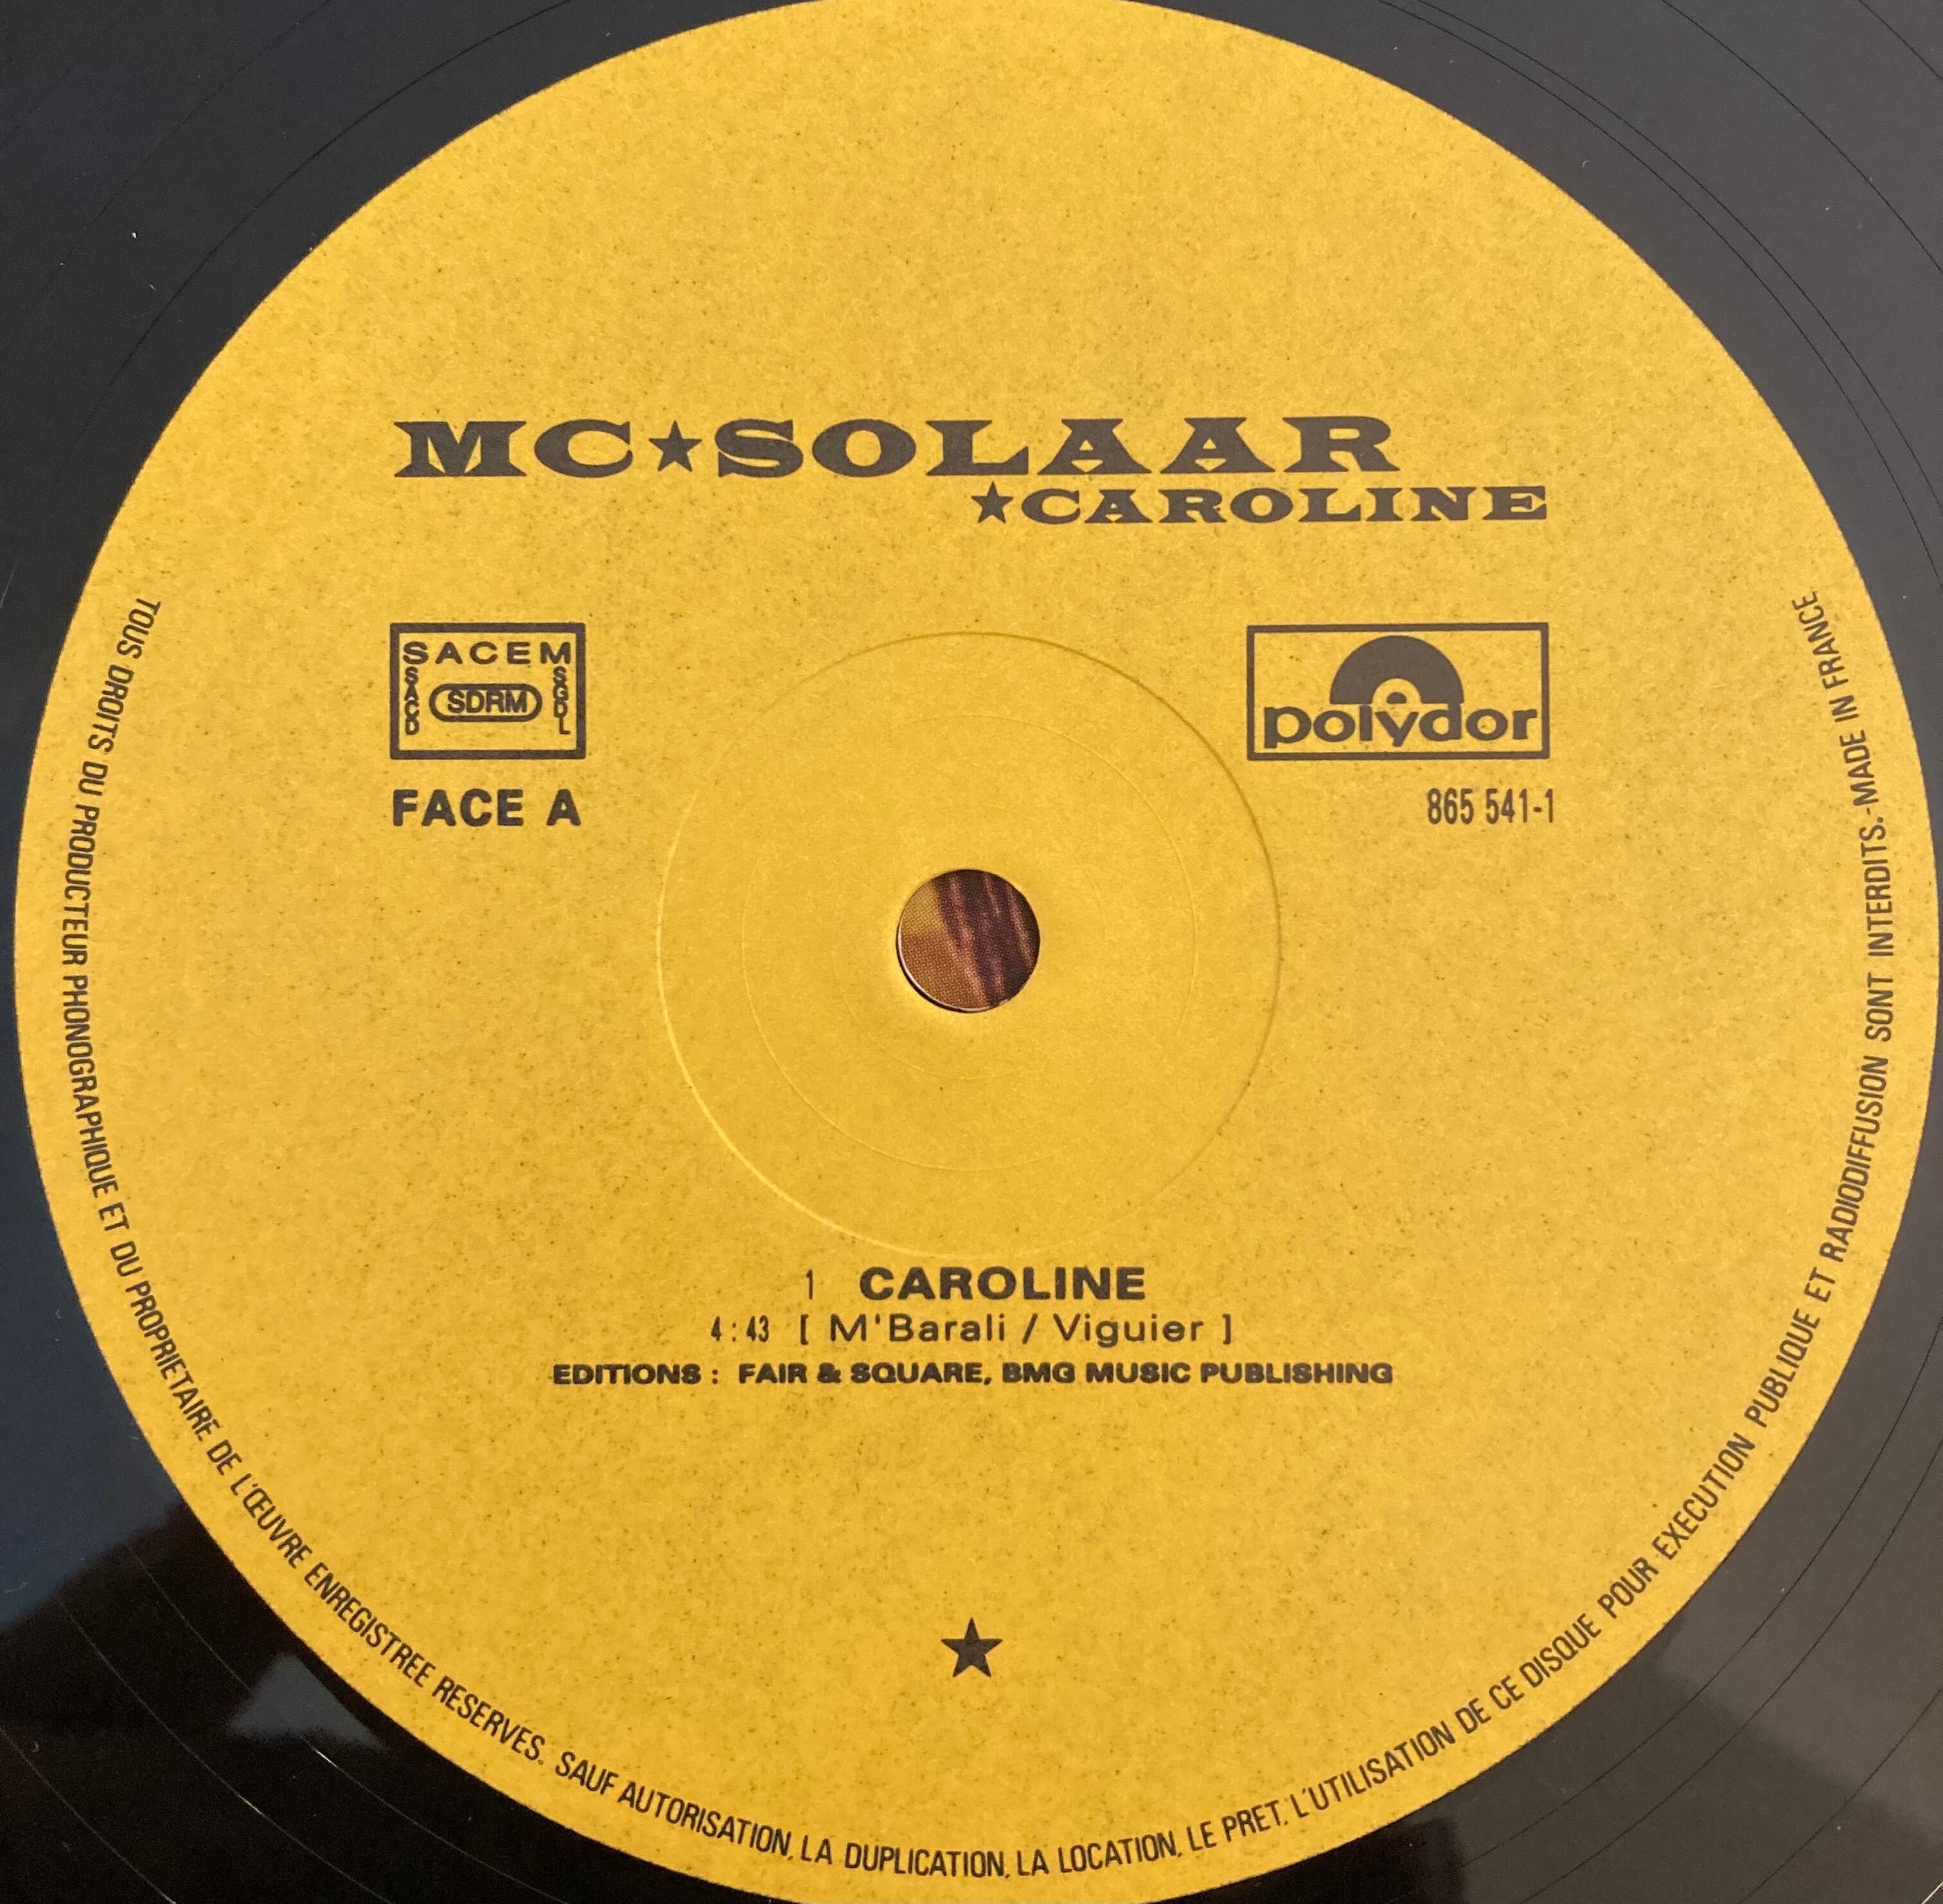 MC★SOLAAR
★CAROLINE
SACEM
SACD
SDRM
SGDL
polydor
FACE A
865 541-1
1 CAROLINE
4:43 [ M'Barali / Viguier ]
EDITIONS : FAIR & SQUARE, BMG MUSIC PUBLISHING
★
TOUS DROITS DU PRODUCTEUR PHONOGRAPHIQUE ET DU PROPRIETAIRE DE L'ŒUVRE ENREGISTREE RESERVES. SAUF AUTORISATION, LA DUPLICATION, LA LOCATION, LE PRET, L'UTILISATION DE CE DISQUE POUR EXECUTION PUBLIQUE ET RADIODIFFUSION SONT INTERDITS.-MADE IN FRANCE